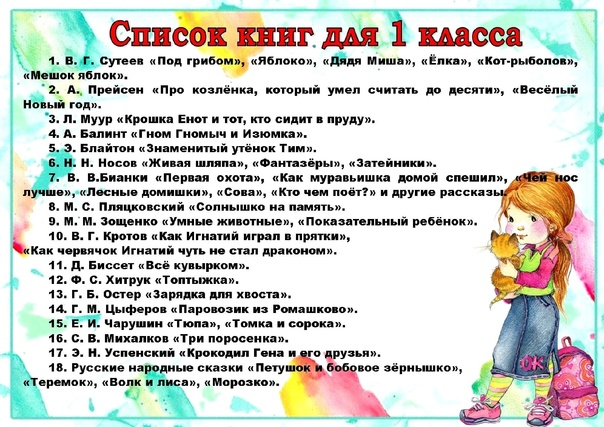 Список книг для 1 класса
1. В. Г. Сутеев «Под грибом», «Яблоко», «Дядя Миша», «Ёлка», «Кот-рыболов»,
«Мешок яблок».
2. А. Прейсен «Про козлёнка, который умел считать до десяти», «Весёлый
Новый год».
3. Л. Муур «Крошка Енот и тот, кто сидит в пруду».
4. А. Балинт «Гном Гномыч и Изюмка».
5. Э. Блайтон «Знаменитый утёнок Тим».
6. Н. Н. Носов «Живая шляпа», «Фантазёры», «Затейники».
7. В. В.Бианки «Первая охота», «Как муравьишка домой спешил», «Чей нос
лучше», «Лесные домишки», «Сова», «Кто чем поёт?» и другие рассказы.
8. М. С. Пляцковский «Солнышко на память».
9. М. М. Зощенко «Умные животные», «Показательный ребёнок».
10. В. Г. Кротов «Как Игнатий играл в прятки»,
«Как червячок Игнатий чуть не стал драконом».
11. Д. Биссет «Всё кувырком».
12. Ф. С. Хитрук «Топтыжка».
13. Г. Б. Остер «Зарядка для хвоста».
14. Г. М. Цыферов «Паровозик из Ромашково».
15. Е. И. Чарушин «Тюпа», «Томка и сорока».
16. С. В. Михалков «Три поросенка».
17. Э. Н. Успенский «Крокодил Гена и его друзья».
18. Русские народные сказки «Петушок и бобовое зёрнышко»,
«Теремок», «Волк и лиса», «Морозко».